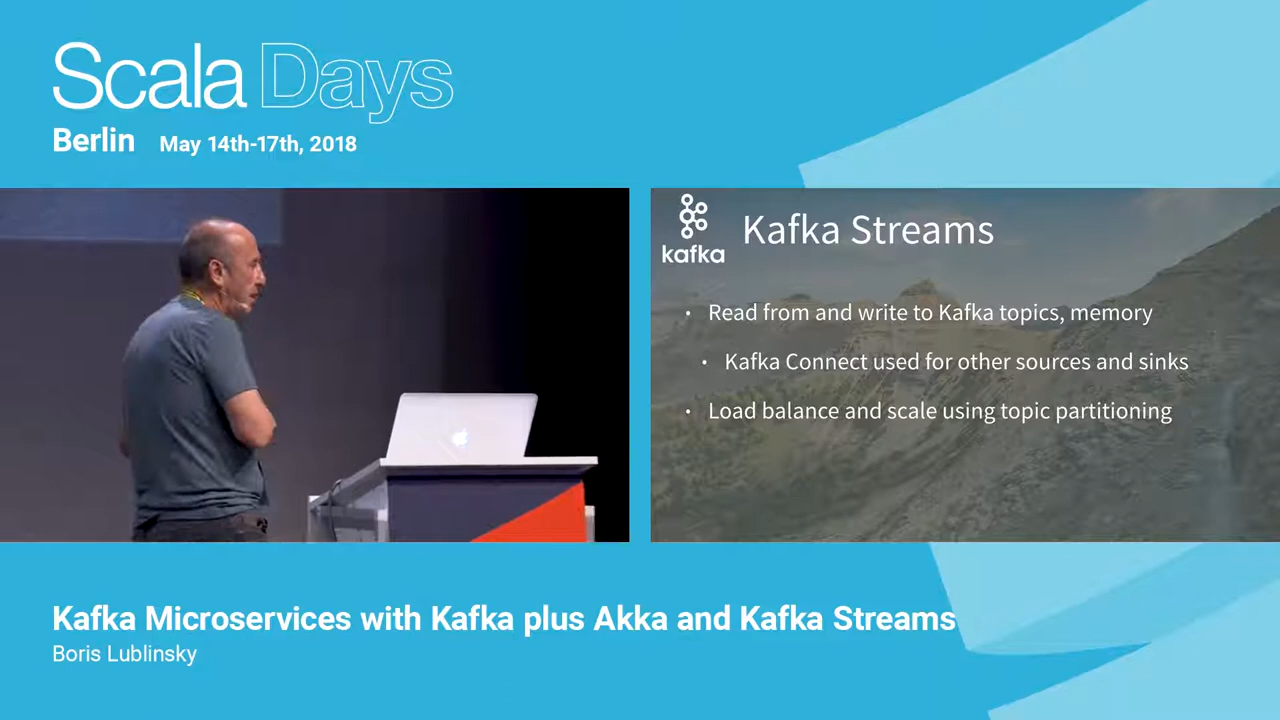 Scala Days
Berlin May 14th-17th, 2018
kafka
Kafka Streams
• Read from and write to Kafka topics, memory
• Kafka Connect used for other sources and sinks
• Load balance and scale using topic partitioning
Kafka Microservices with Kafka plus Akka and Kafka Streams
Boris Lublinsky